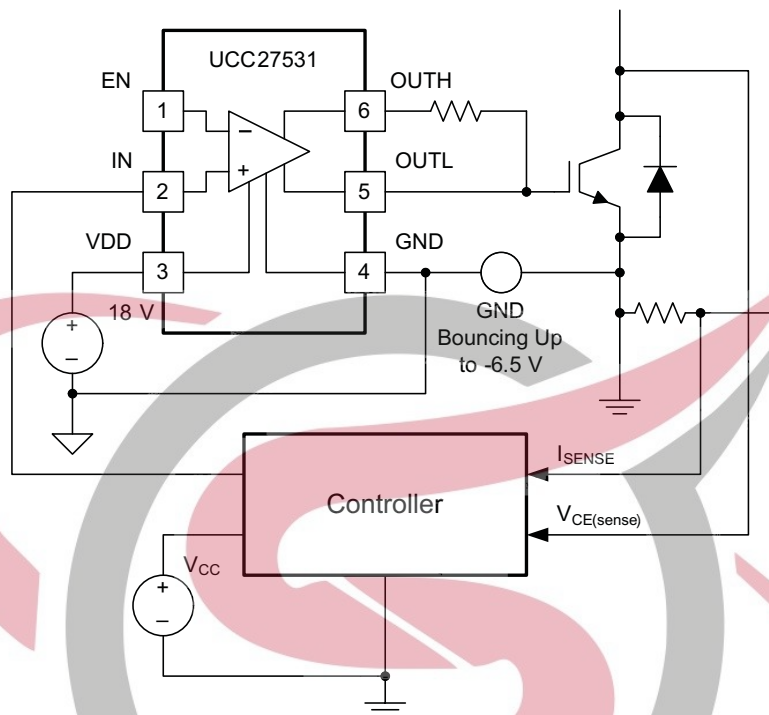 UCC27531
EN
OUTH
1
6
−
IN
+
OUTL
2
5
VDD
GND
3
4
18 V
+
−
GND
Bouncing Up
to -6.5 V
ISENSE
Controller
VCE(sense)
VCC
+
−